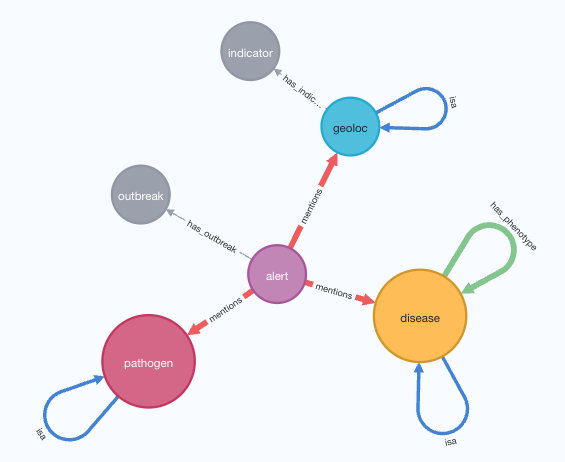 indicator
has_indic...
geoloc
isa
mentions
outbreak
has_outbreak
alert
has_phenotype
mentions
disease
mentions
pathogen
isa
isa